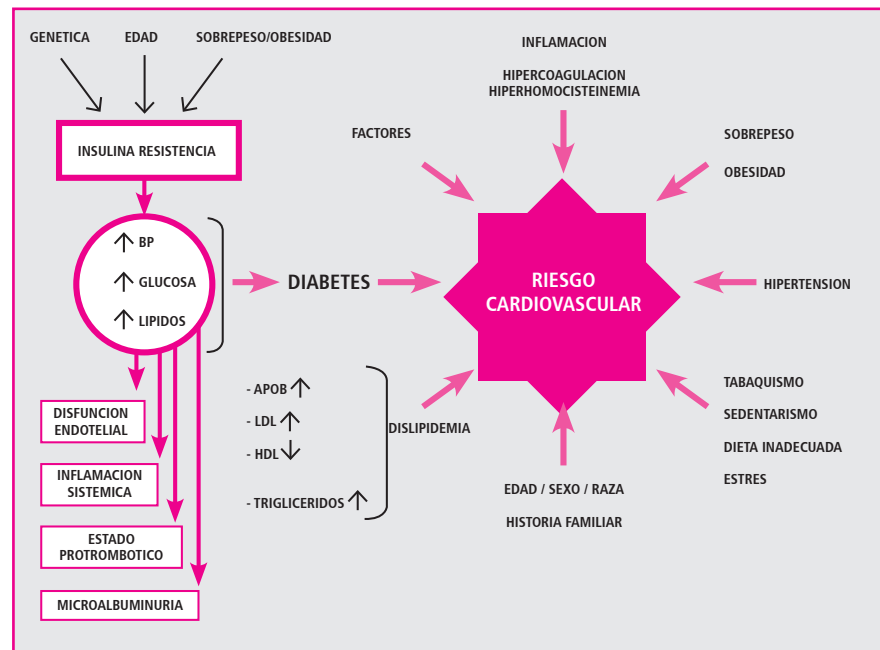 GENETICA
EDAD
SOBREPESO/OBESIDAD
INSULINA RESISTENCIA
↑ BP
↑ GLUCOSA
↑ LIPIDOS
DISFUNCION
ENDOTELIAL
INFLAMACION
SISTEMICA
ESTADO
PROTROMBOTICO
MICROALBUMINURIA
DIABETES
- APOB ↑
- LDL ↑
- HDL ↓
- TRIGLICERIDOS ↑
DISLIPIDEMIA
FACTORES
INFLAMACION
HIPERCOAGULACION
HIPERHOMOCISTEINEMIA
SOBREPESO
OBESIDAD
HIPERTENSION
TABAQUISMO
SEDENTARISMO
DIETA INADECUADA
ESTRES
EDAD / SEXO / RAZA
HISTORIA FAMILIAR
RIESGO
CARDIOVASCULAR